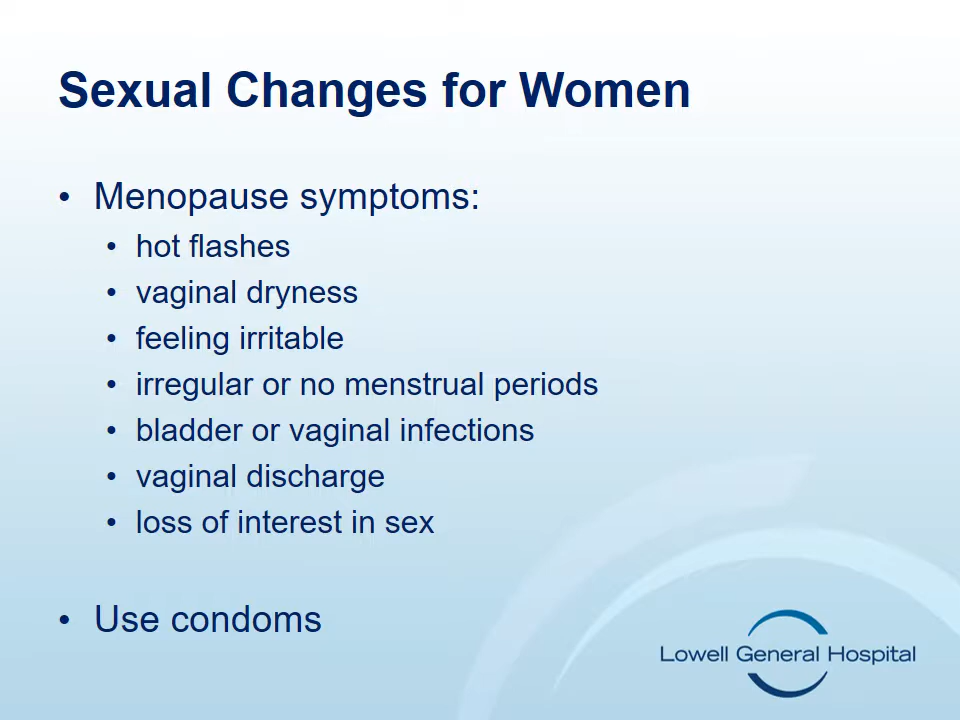 Sexual Changes for Women
• Menopause symptoms:
• hot flashes
• vaginal dryness
• feeling irritable
• irregular or no menstrual periods
• bladder or vaginal infections
• vaginal discharge
• loss of interest in sex
• Use condoms
Lowell General Hospital